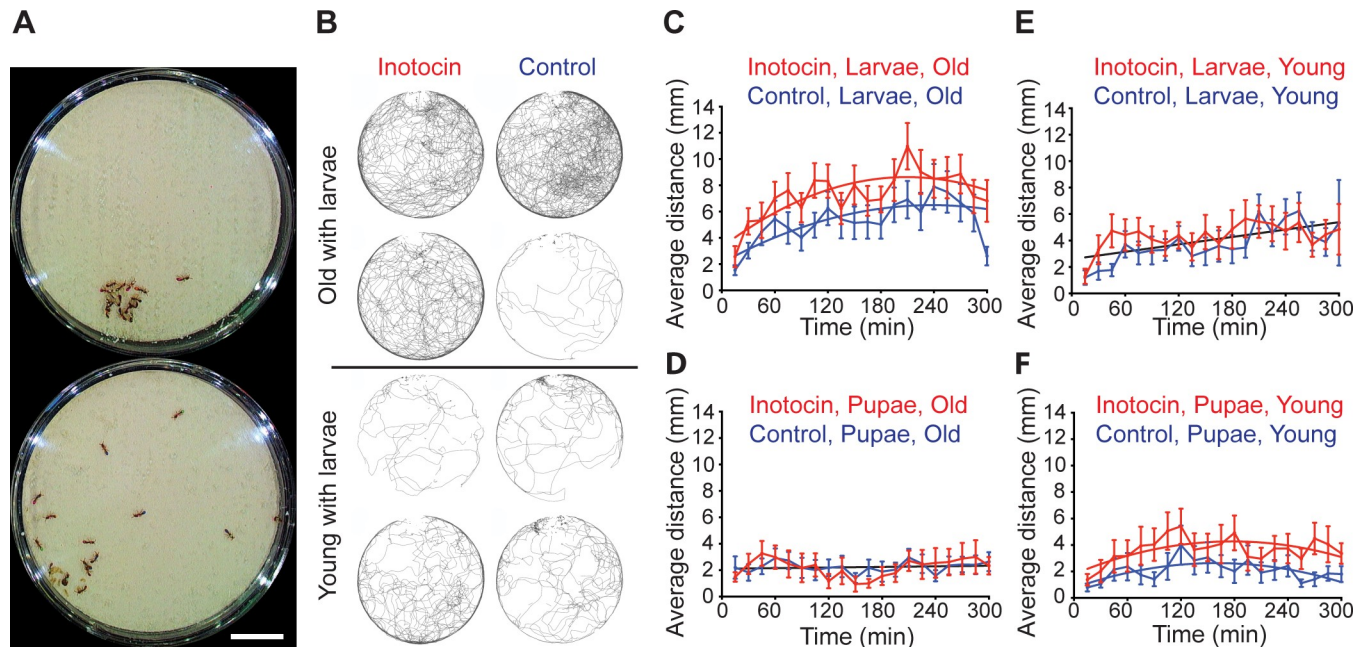 A
B
Inotocin
Control
Old with larvae
Young with larvae
C
Inotocin, Larvae, Old
Control, Larvae, Old
Average distance (mm)
14
12
10
8
6
4
2
0
60
120
180
240
300
Time (min)
E
Inotocin, Larvae, Young
Control, Larvae, Young
Average distance (mm)
14
12
10
8
6
4
2
0
60
120
180
240
300
Time (min)
D
Inotocin, Pupae, Old
Control, Pupae, Old
Average distance (mm)
14
12
10
8
6
4
2
0
60
120
180
240
300
Time (min)
F
Inotocin, Pupae, Young
Control, Pupae, Young
Average distance (mm)
14
12
10
8
6
4
2
0
60
120
180
240
300
Time (min)